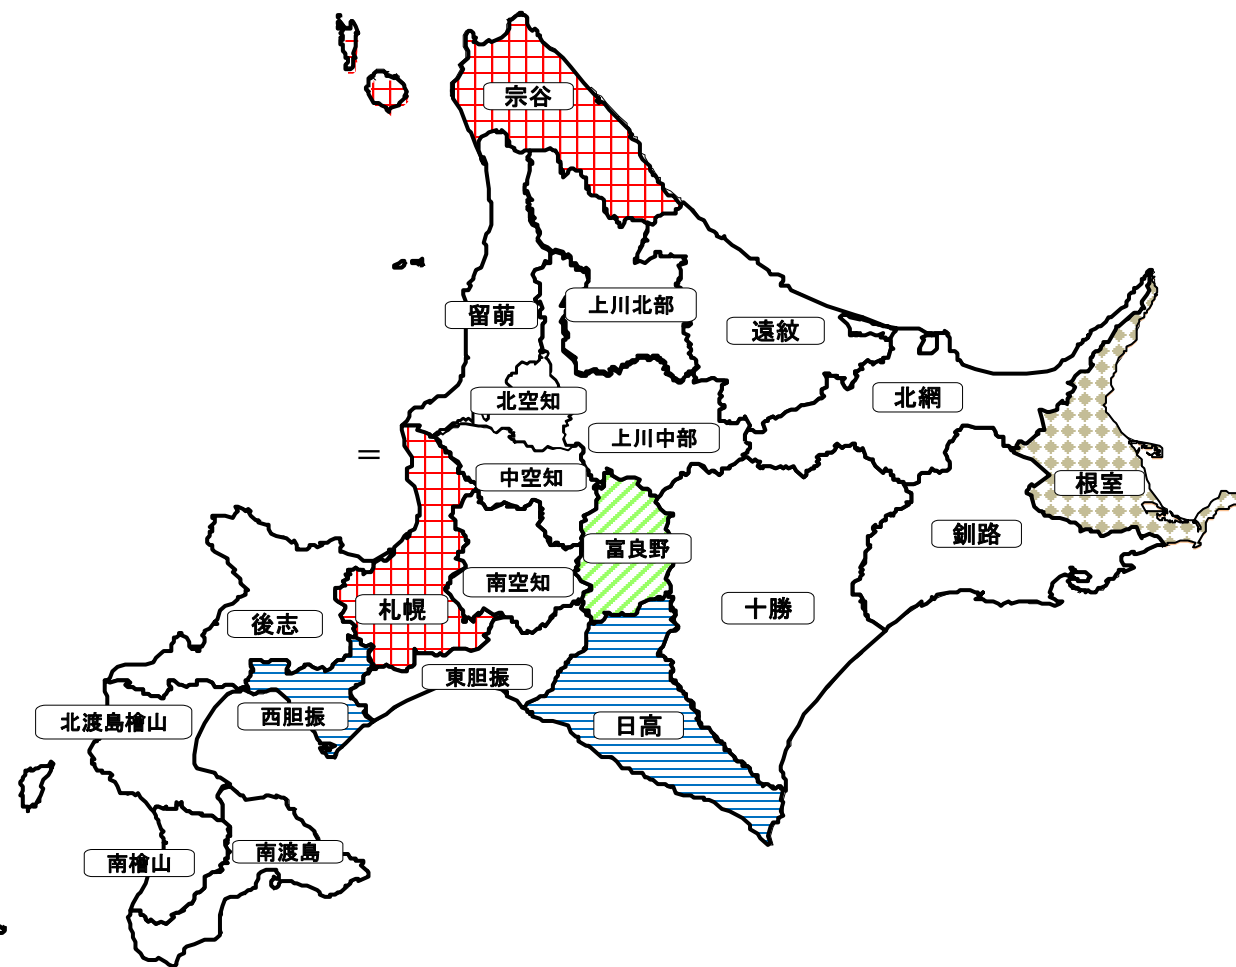 宗谷
上川北部
留萌
遠紋
北空知
北網
上川中部
＝
中空知
根室
釧路
富良野
南空知
札幌
十勝
後志
東胆振
西胆振
北渡島檜山
日高
南渡島
南檜山